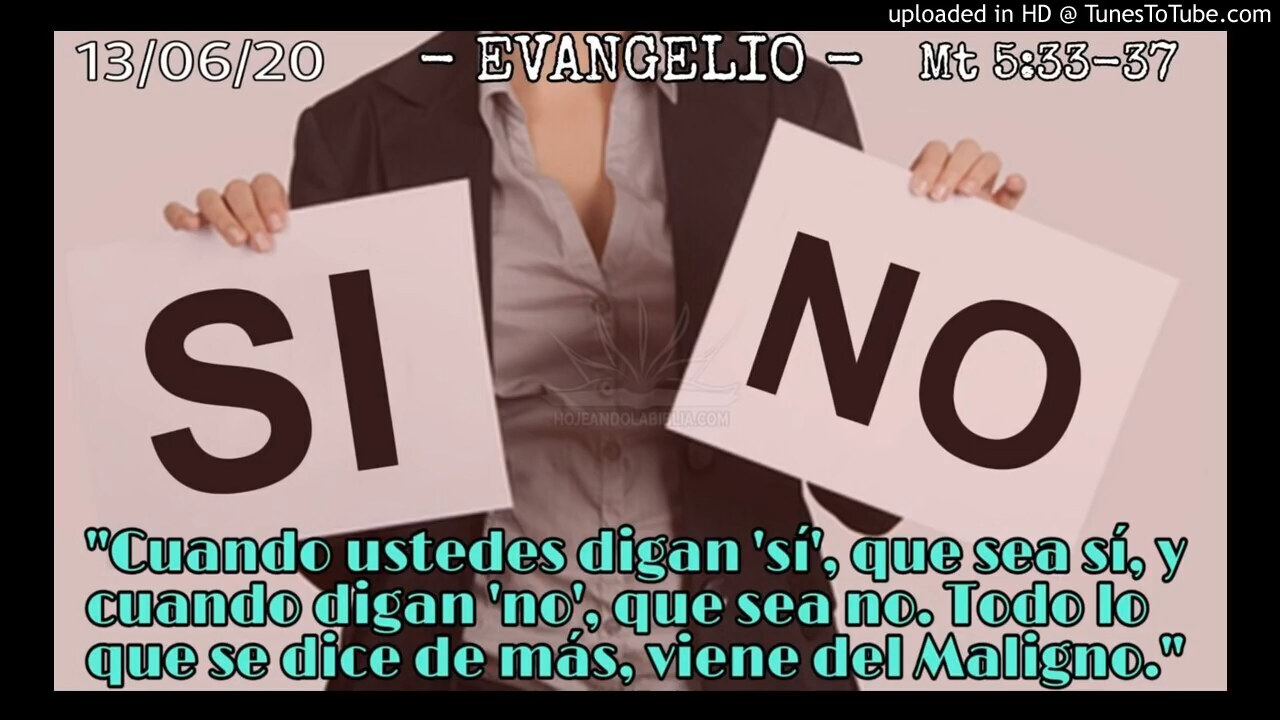 uploaded in HD @ TunesToTube.com
13/06/20 - EVANGELIO - Mt 5:33-37
SI NO
HOJEANDOLABIBLIA.COM
"Cuando ustedes digan 'sí', que sea sí, y
cuando digan 'no', que sea no. Todo lo
que se dice de más, viene del Maligno."